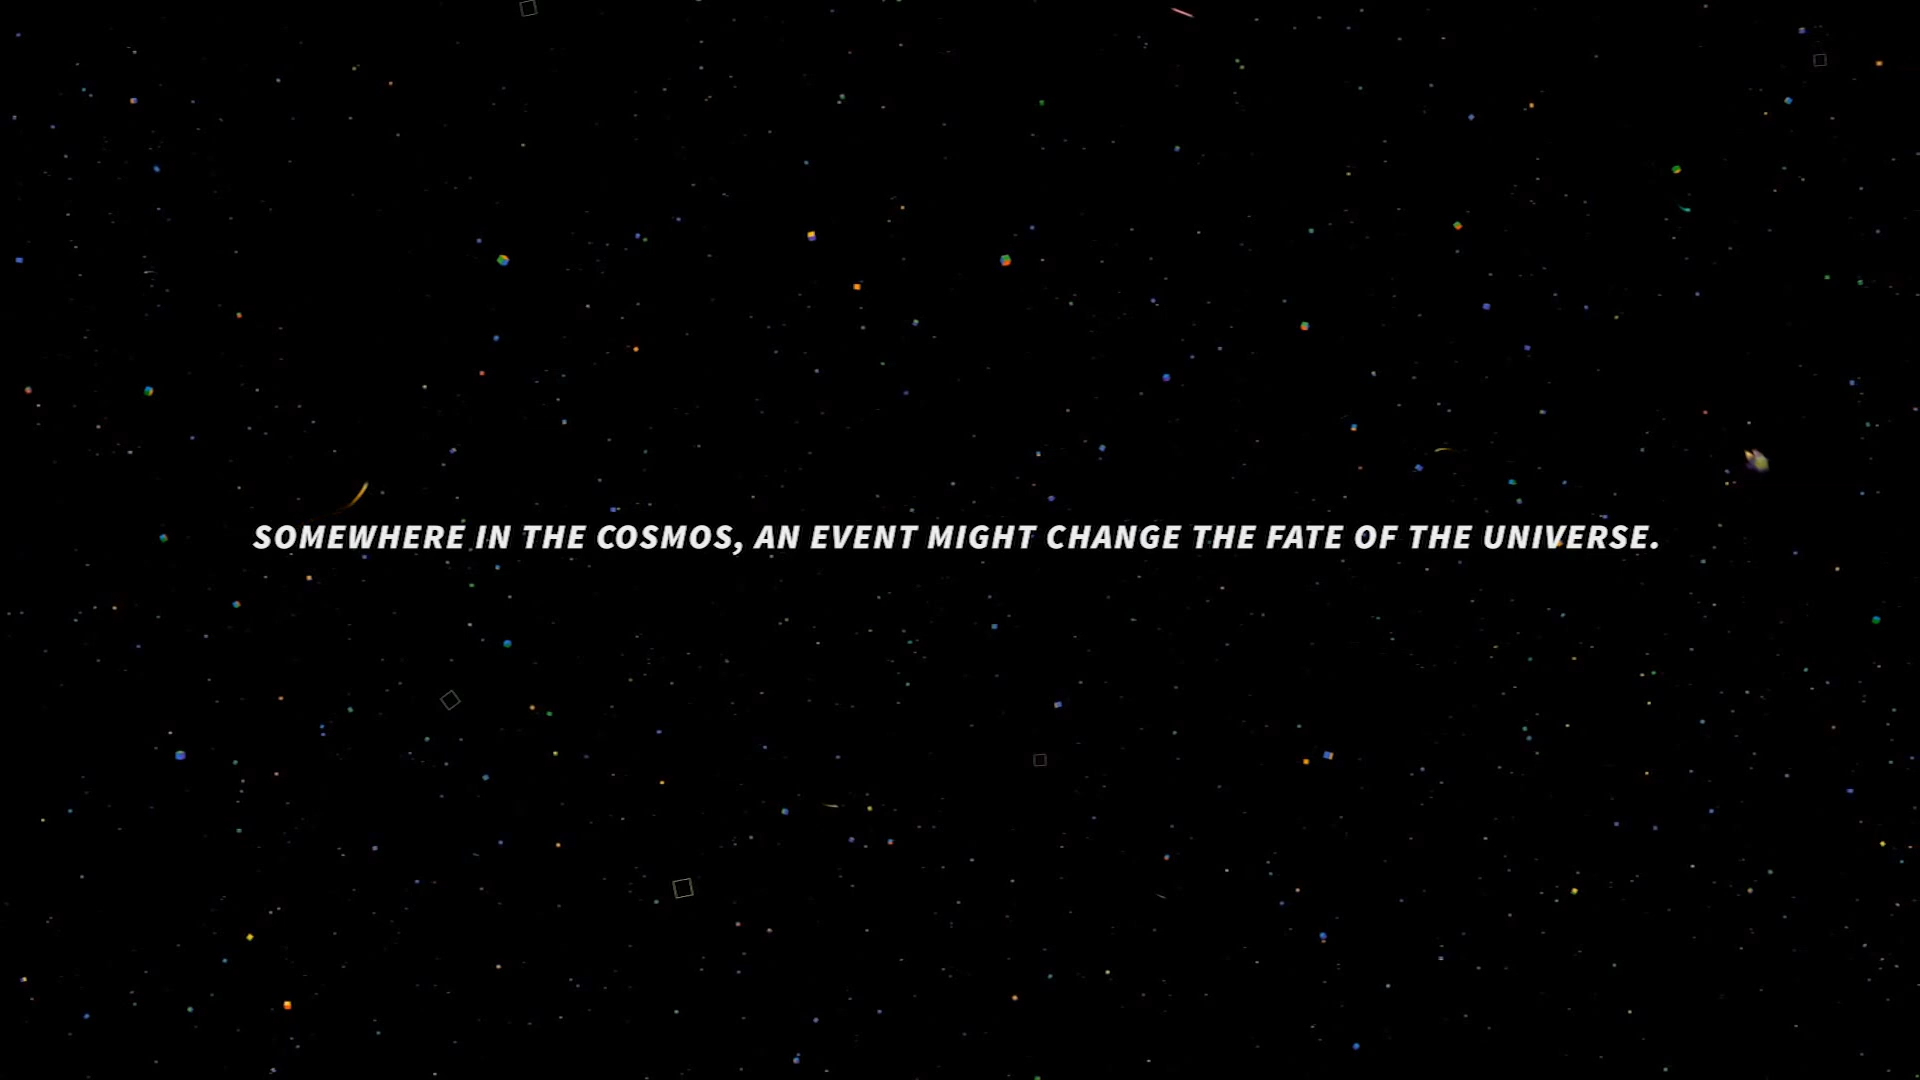 SOMEWHERE IN THE COSMOS, AN EVENT MIGHT CHANGE THE FATE OF THE UNIVERSE.